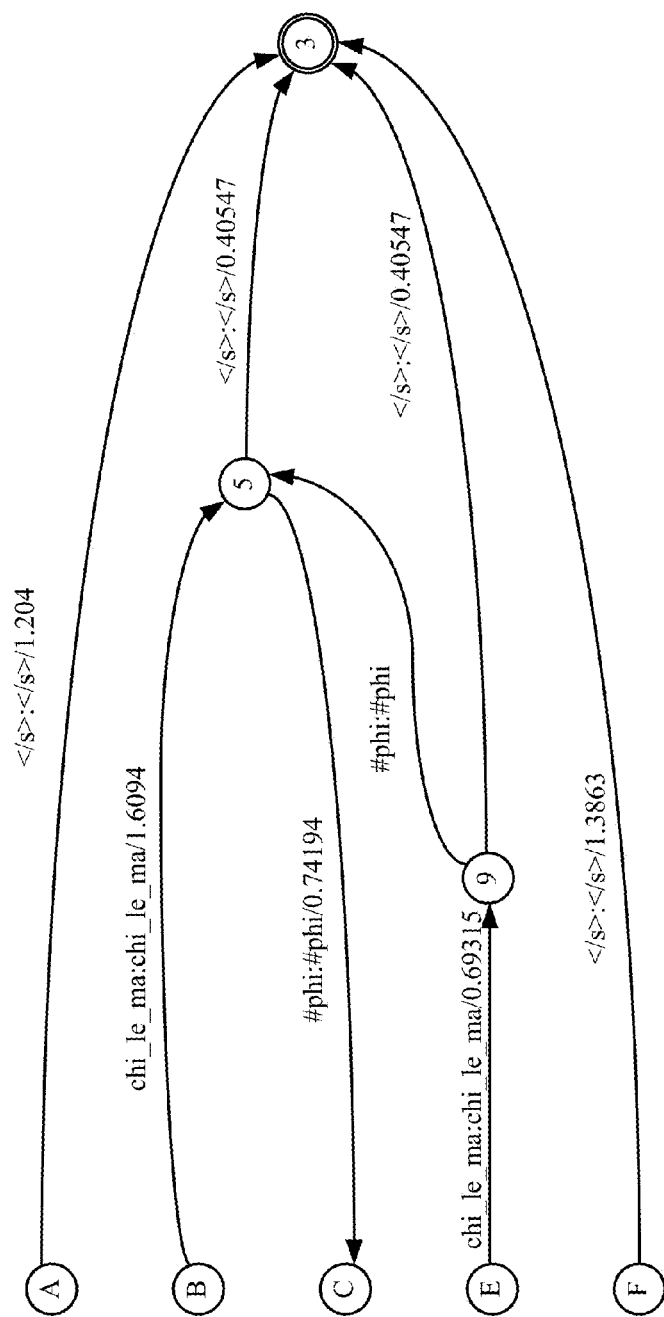 A
</s>:</s>/1.204
3
B
chi_le_ma:chi_le_ma/1.6094
5
</s>:</s>/0.40547
C
#phi:#phi/0.74194
#phi:#phi
</s>:</s>/0.40547
E
chi_le_ma:chi_le_ma/0.69315
9
F
</s>:</s>/1.3863